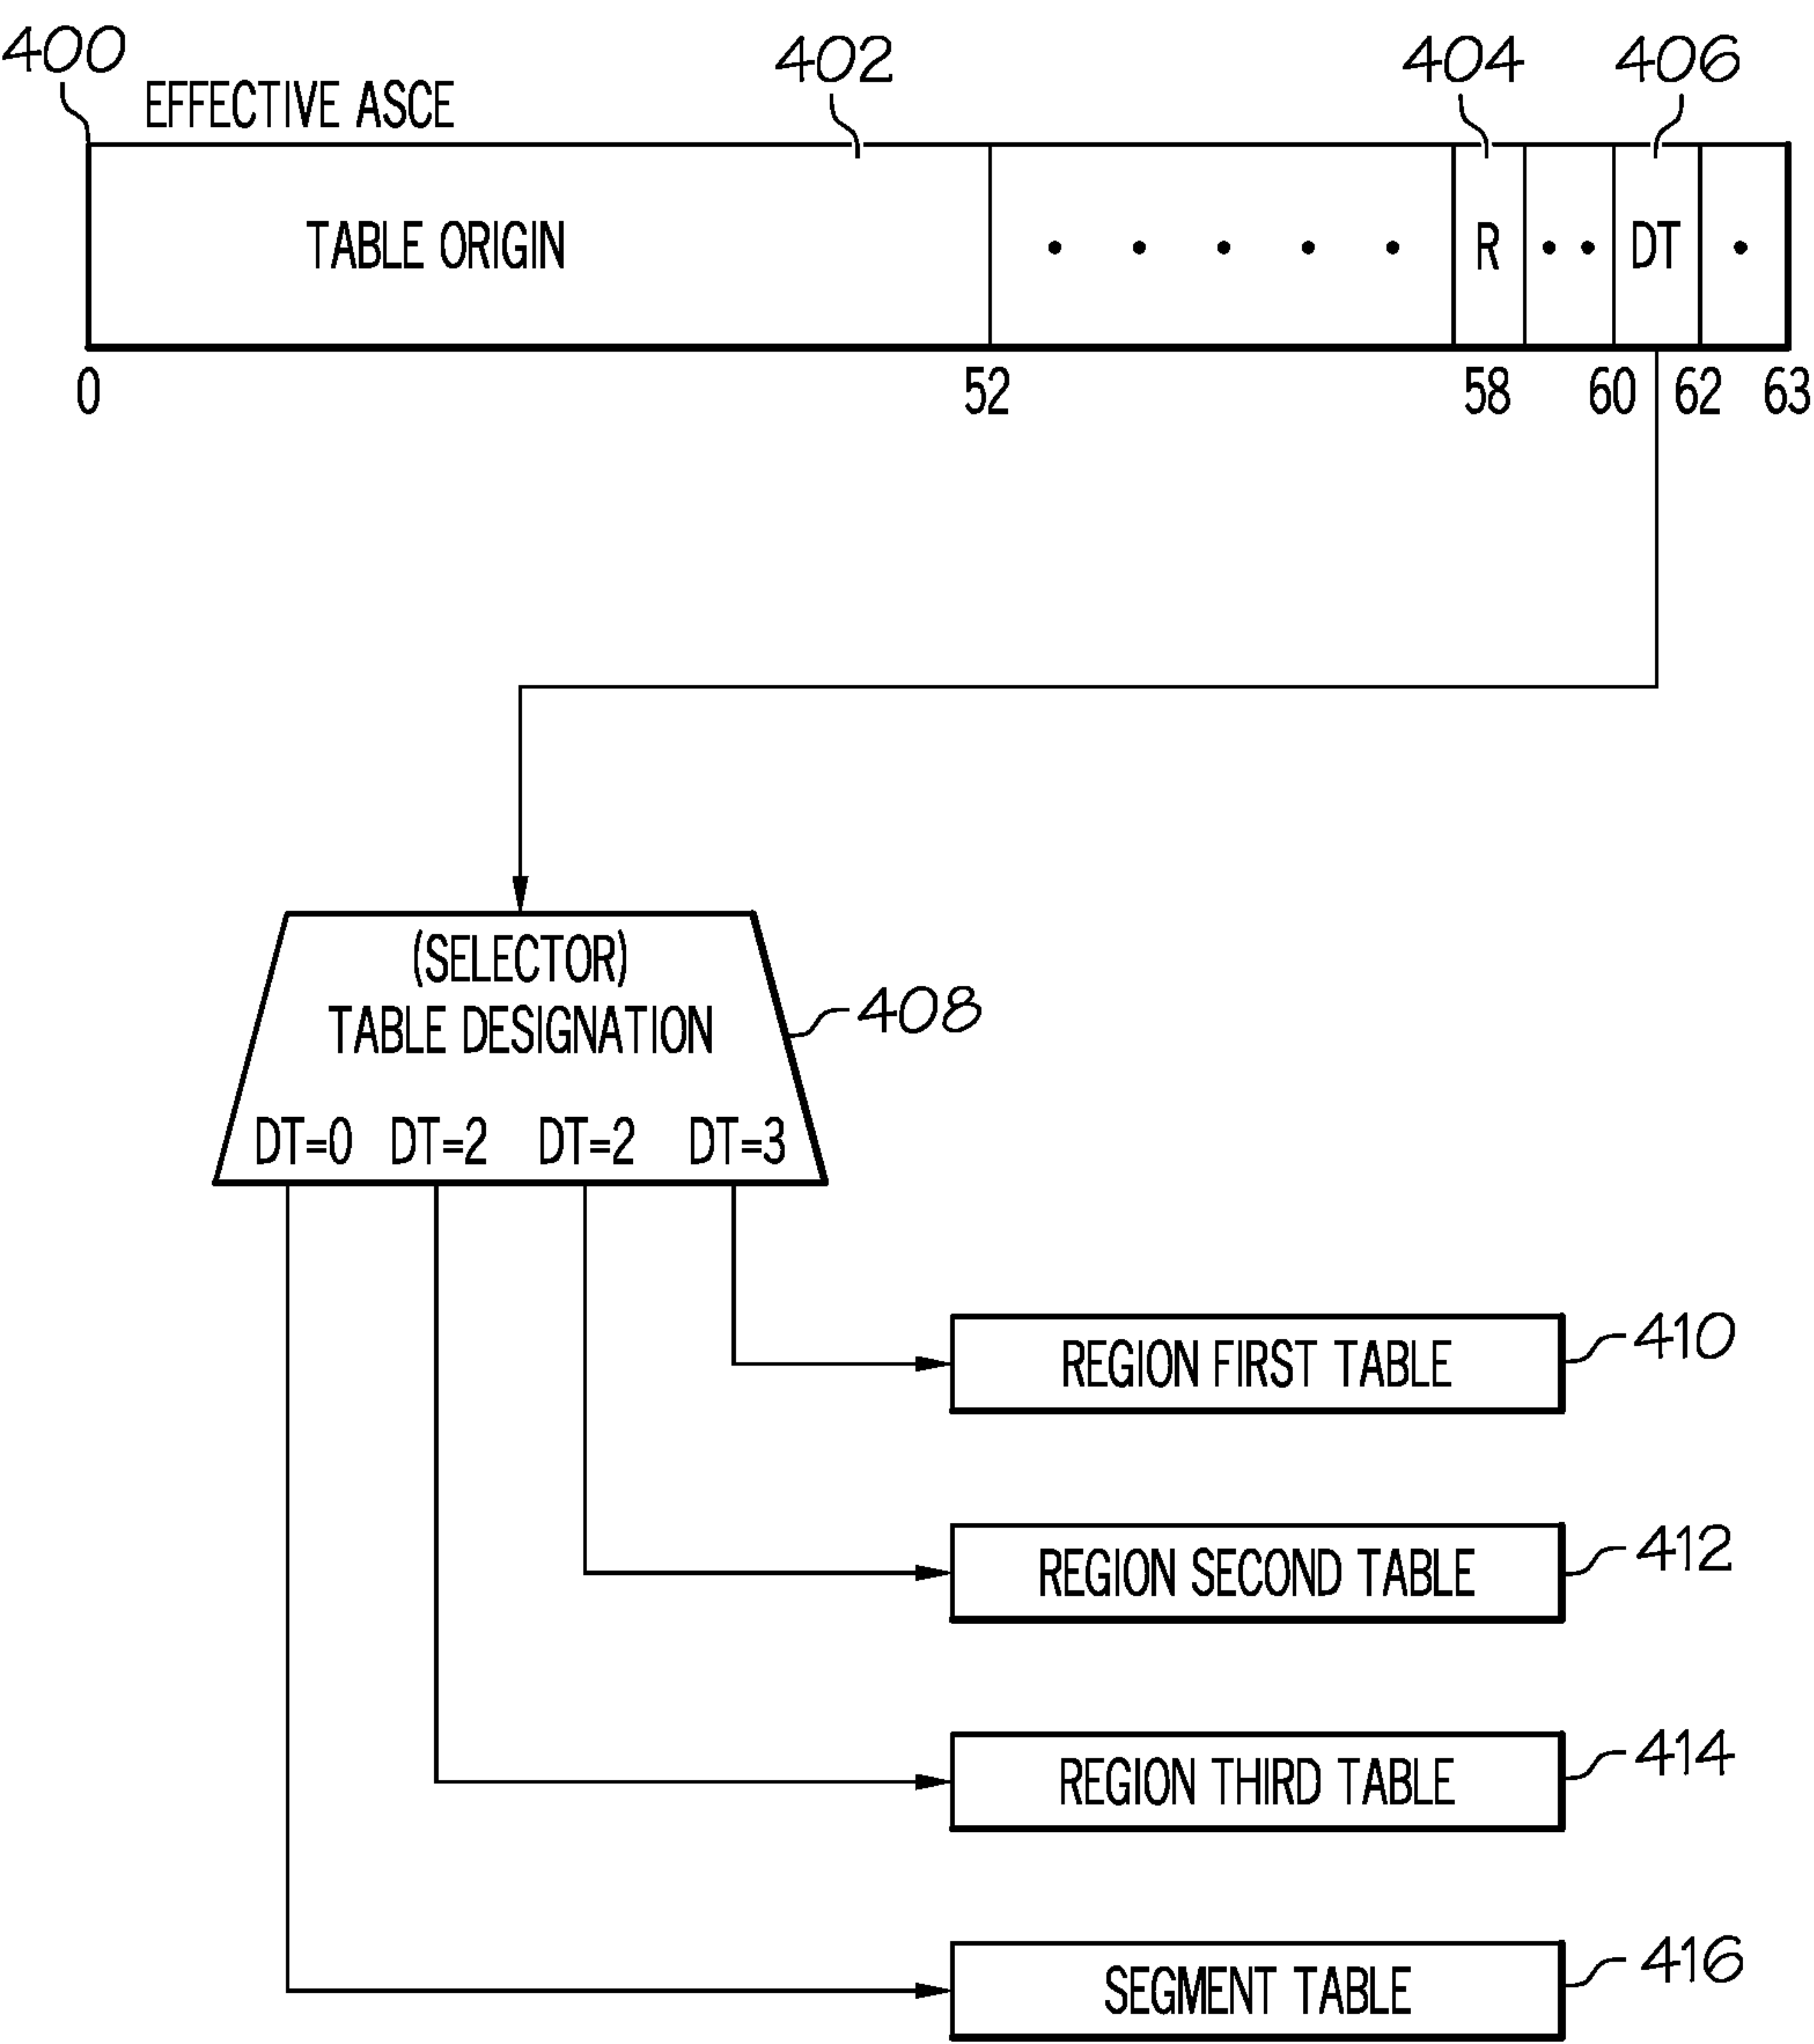 400 402 404 406
EFFECTIVE ASCE
TABLE ORIGIN • • • • • R • • DT •
0 52 58 60 62 63
(SELECTOR)
TABLE DESIGNATION
408
DT=0 DT=2 DT=2 DT=3
REGION FIRST TABLE 410
REGION SECOND TABLE 412
REGION THIRD TABLE 414
SEGMENT TABLE 416